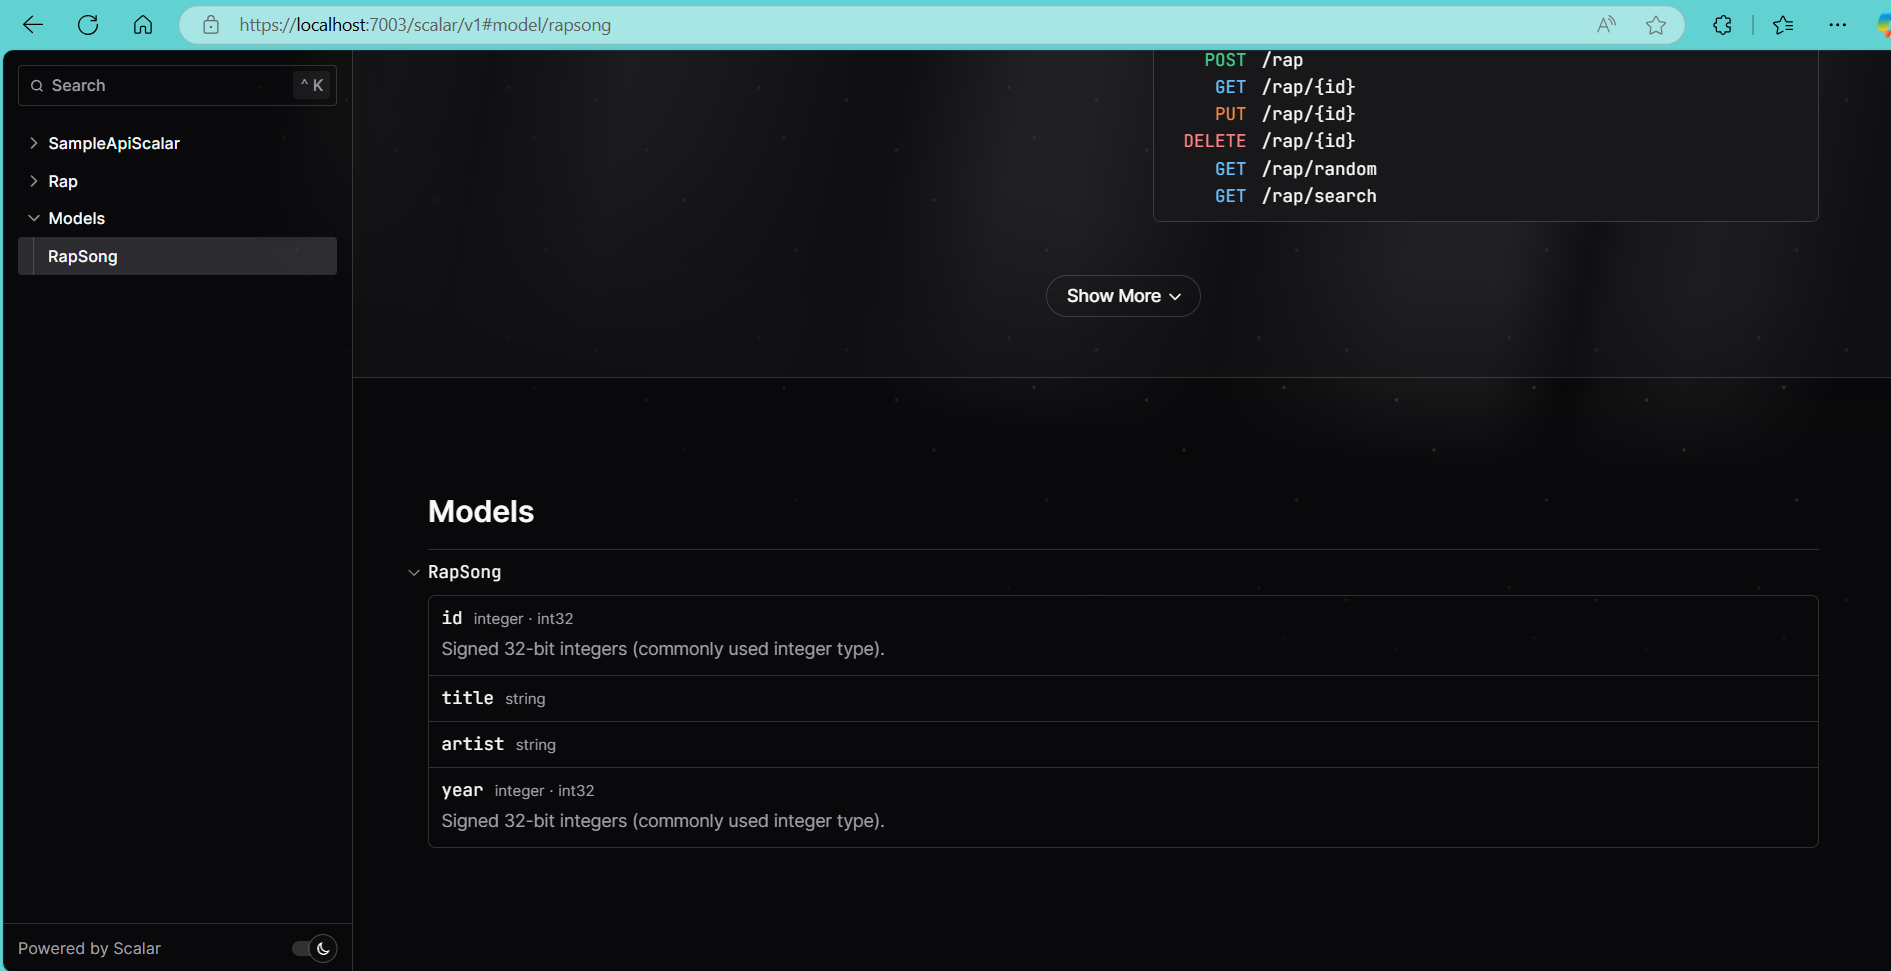 https://localhost:7003/scalar/v1#model/rapsong
Search
^ K
SampleApiScalar
Rap
Models
RapSong
Powered by Scalar
POST /rap
GET /rap/{id}
PUT /rap/{id}
DELETE /rap/{id}
GET /rap/random
GET /rap/search
Show More
Models
RapSong
id integer · int32
Signed 32-bit integers (commonly used integer type).
title string
artist string
year integer · int32
Signed 32-bit integers (commonly used integer type).